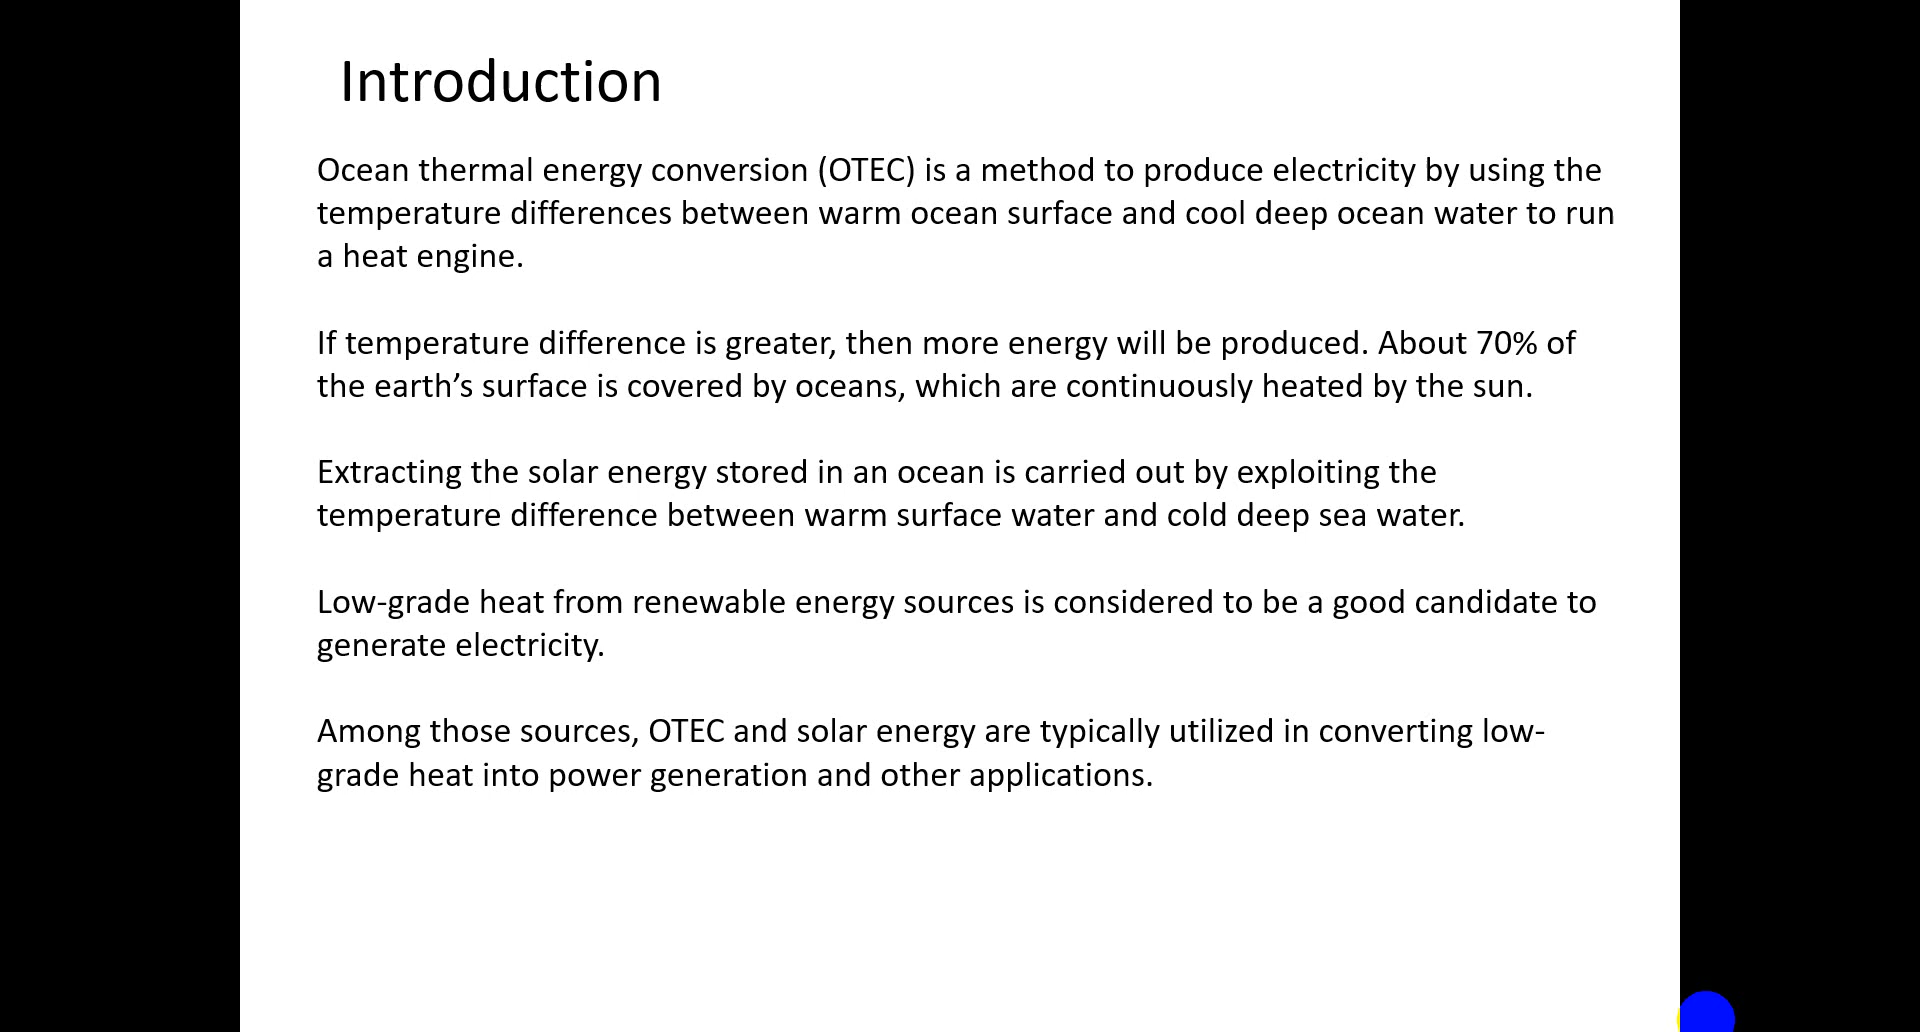 Introduction
Ocean thermal energy conversion (OTEC) is a method to produce electricity by using the
temperature differences between warm ocean surface and cool deep ocean water to run
a heat engine.
If temperature difference is greater, then more energy will be produced. About 70% of
the earth’s surface is covered by oceans, which are continuously heated by the sun.
Extracting the solar energy stored in an ocean is carried out by exploiting the
temperature difference between warm surface water and cold deep sea water.
Low-grade heat from renewable energy sources is considered to be a good candidate to
generate electricity.
Among those sources, OTEC and solar energy are typically utilized in converting low-
grade heat into power generation and other applications.